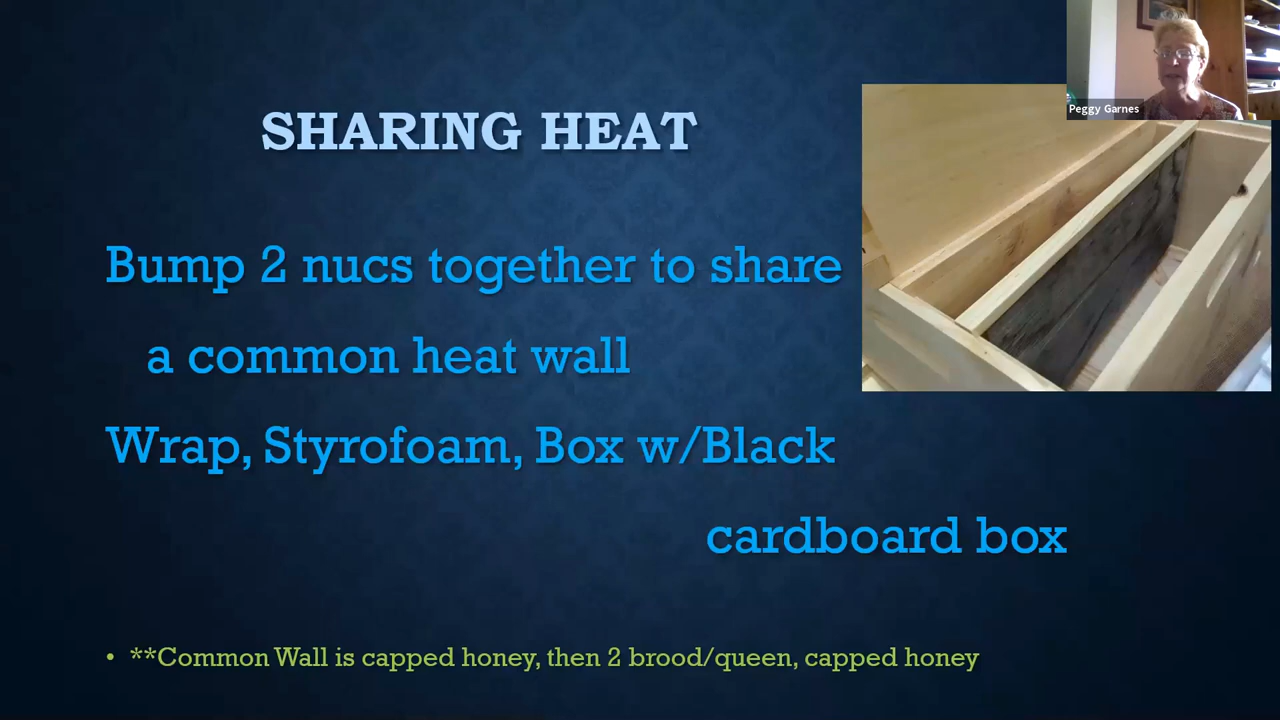 SHARING HEAT
Peggy Garnes
Bump 2 nucs together to share
a common heat wall
Wrap, Styrofoam, Box w/Black
cardboard box
• **Common Wall is capped honey, then 2 brood/queen, capped honey